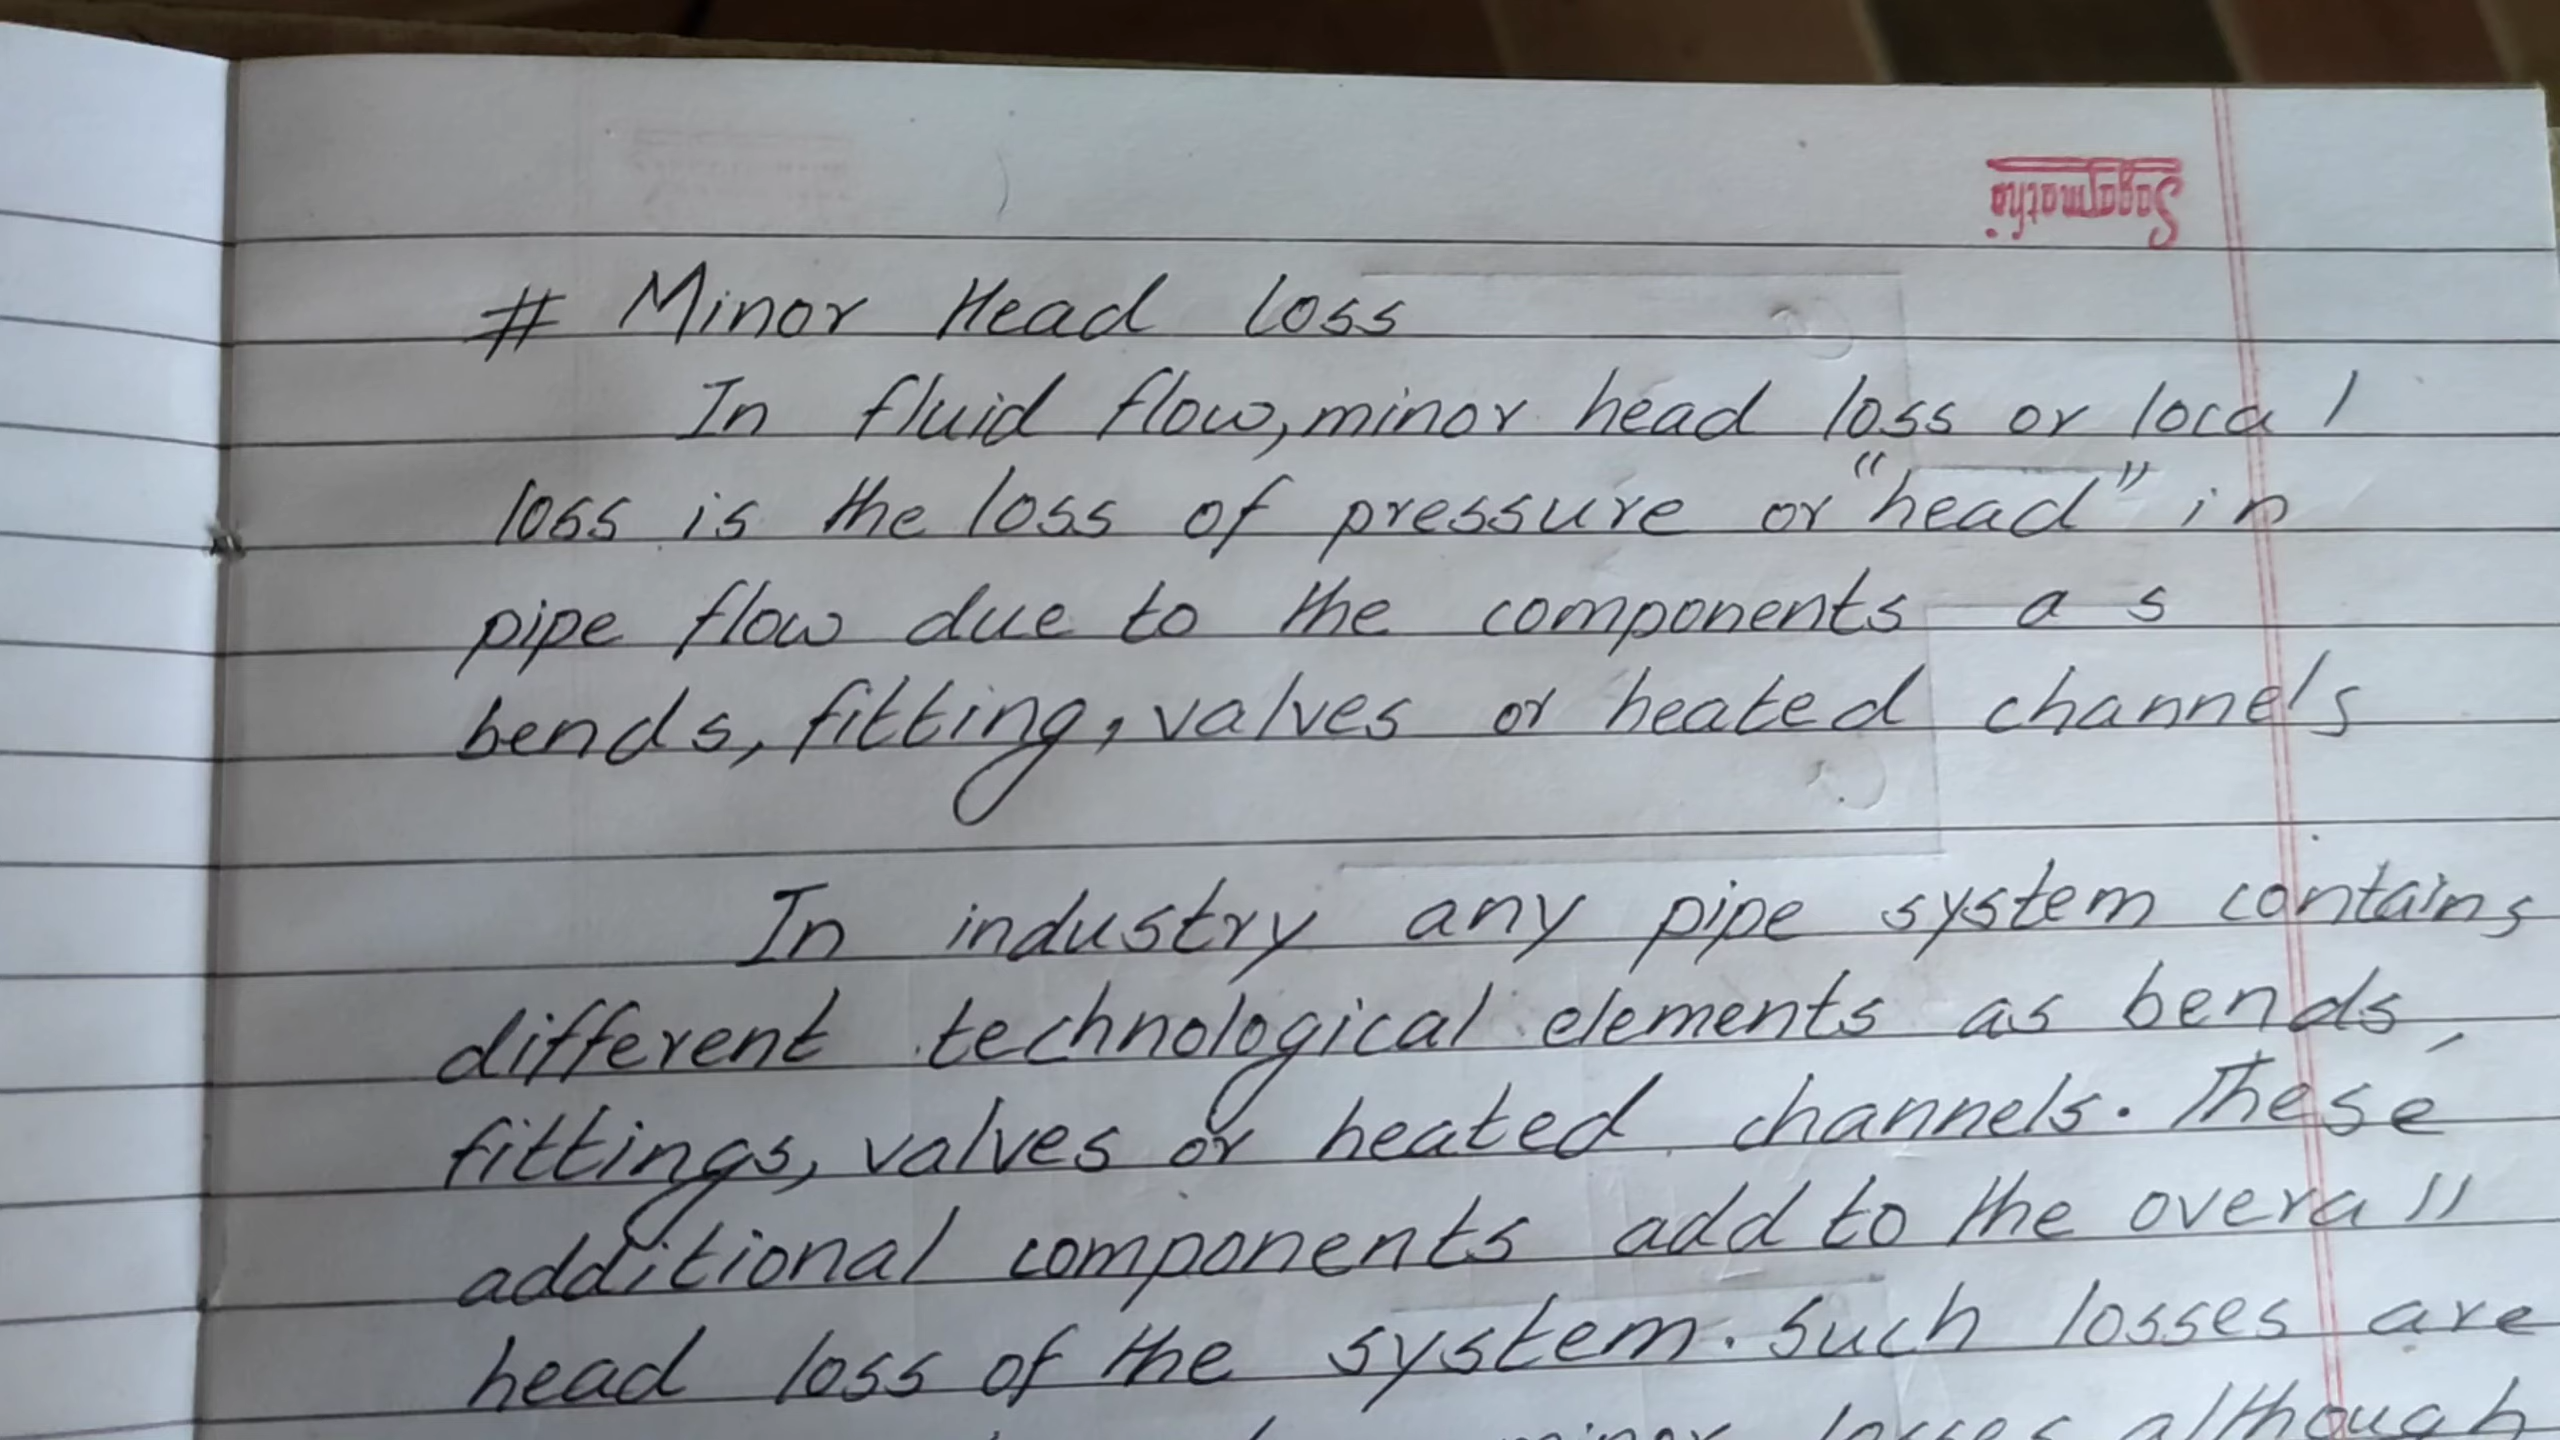 Sagarmatha
# Minor Head loss
In fluid flow, minor head loss or local
loss is the loss of pressure or "head" in
pipe flow due to the components as
bends, fitting, valves or heated channels
In industry any pipe system contains
different technological elements as bends,
fittings, valves or heated channels. These
additional components add to the overall
head loss of the system. Such losses are
minor losses although